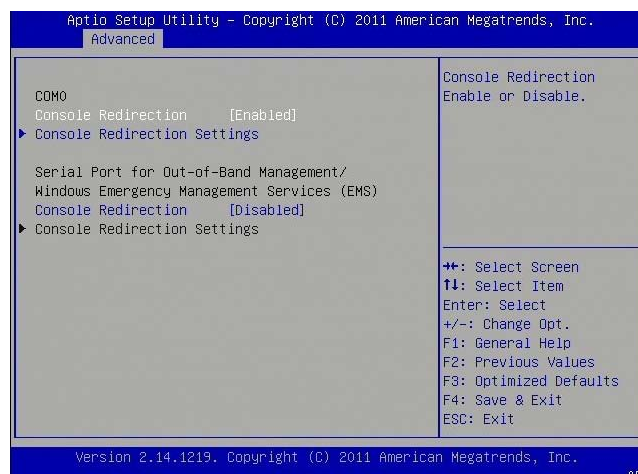 Aptio Setup Utility – Copyright (C) 2011 American Megatrends, Inc.
Advanced
COM0
Console Redirection [Enabled]
Console Redirection Settings
Serial Port for Out-of-Band Management/
Windows Emergency Management Services (EMS)
Console Redirection [Disabled]
Console Redirection Settings
Console Redirection
Enable or Disable.
→←: Select Screen
↑↓: Select Item
Enter: Select
+/-: Change Opt.
F1: General Help
F2: Previous Values
F3: Optimized Defaults
F4: Save & Exit
ESC: Exit
Version 2.14.1219. Copyright (C) 2011 American Megatrends, Inc.